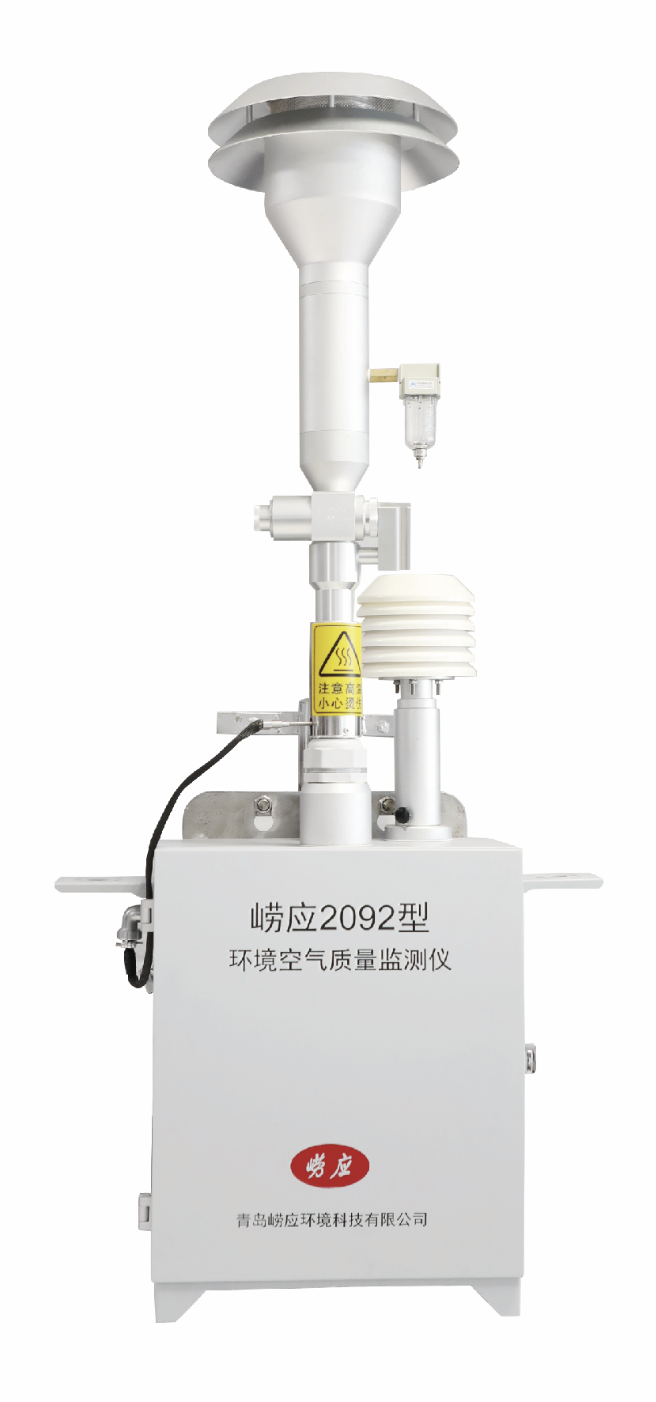 注意高
小心烫
崂应2092型
环境空气质量监测仪
崂应
青岛崂应环境科技有限公司